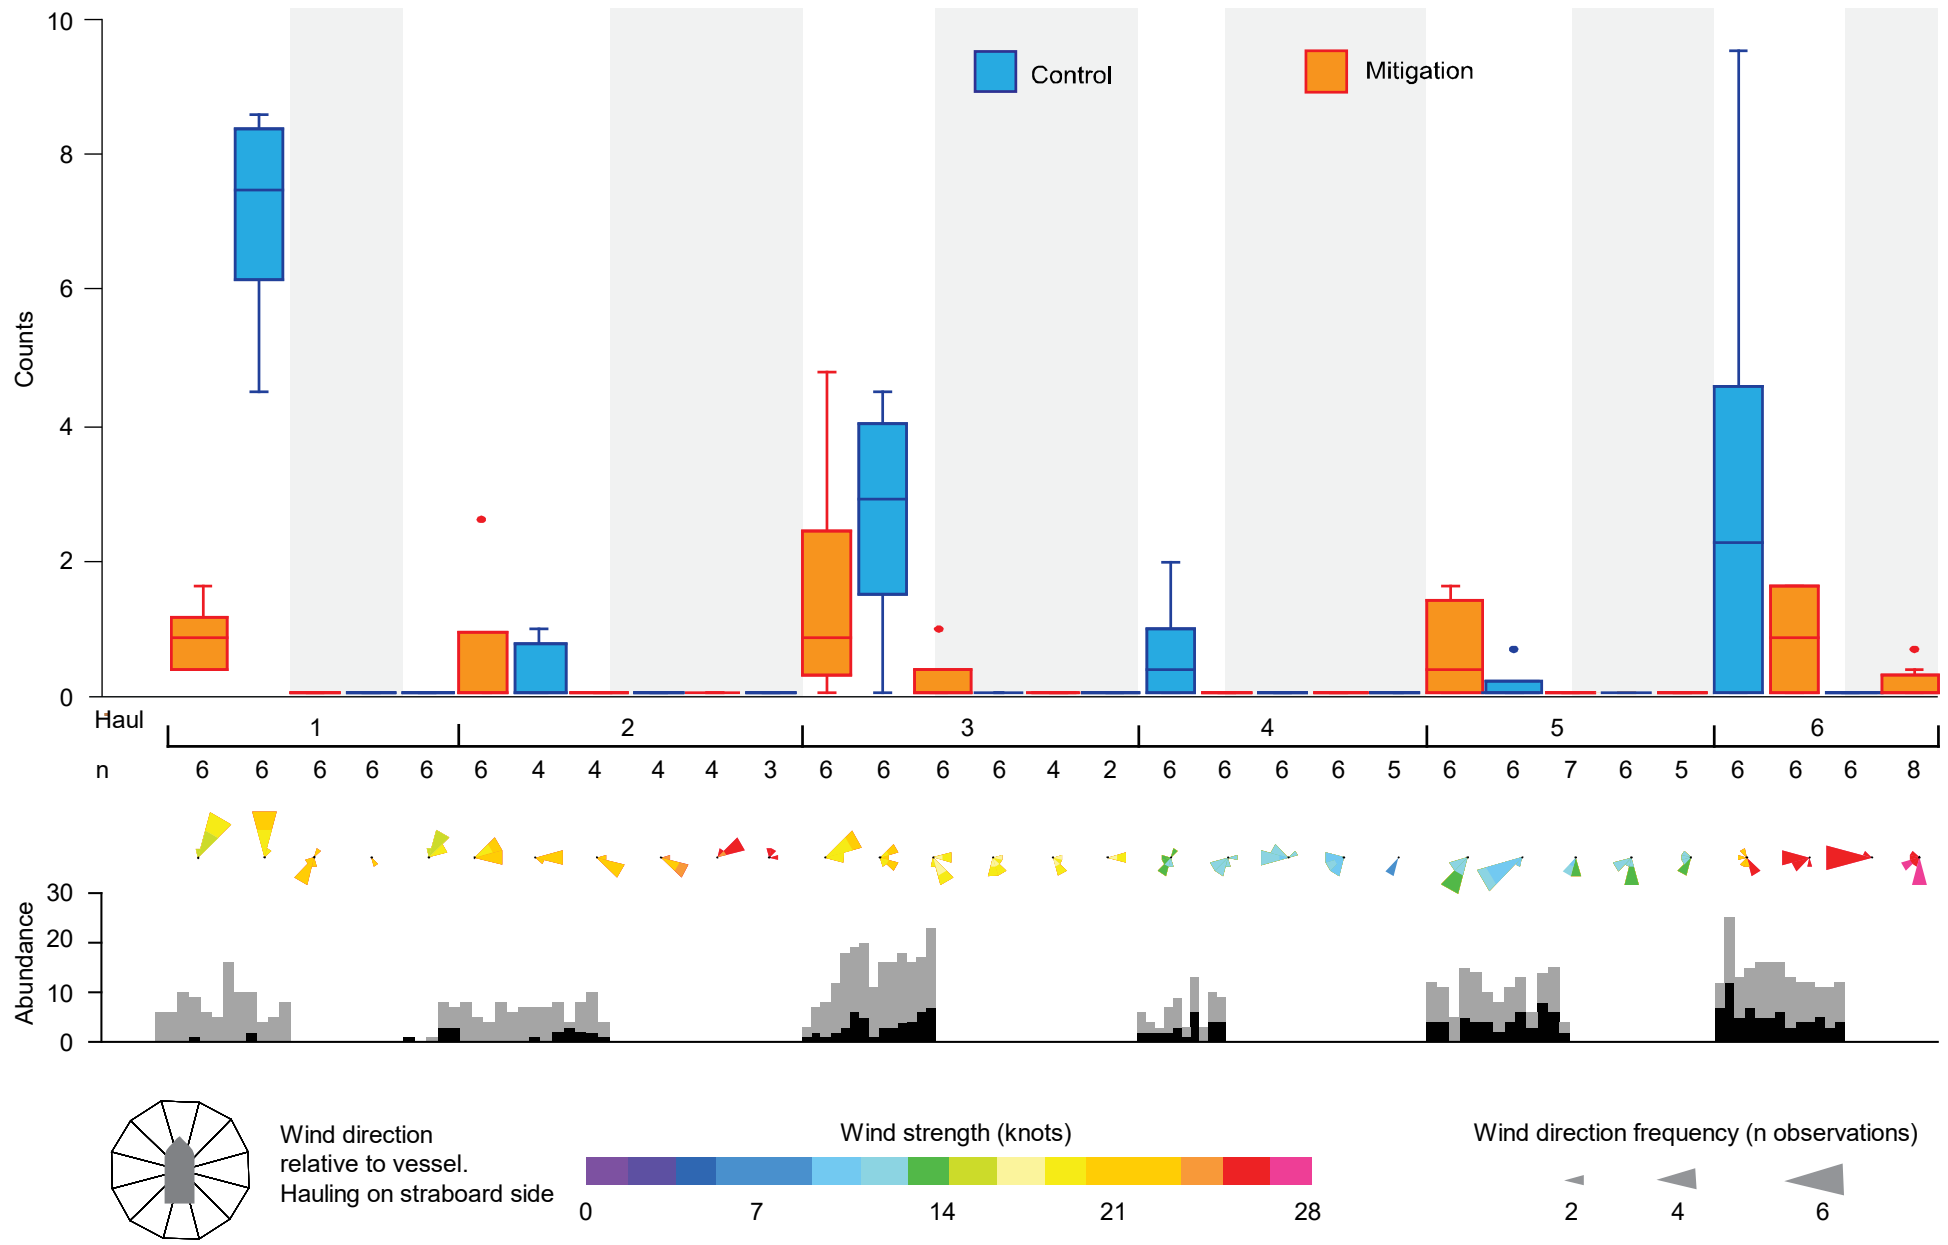 10
8
6
4
2
0
Counts
Control
Mitigation
Haul 1 2 3 4 5 6
n 6 6 6 6 6 6 4 4 4 4 3 6 6 6 6 4 2 6 6 6 6 5 6 6 7 6 5 6 6 6 8
30
20
10
0
Abundance
Wind direction
relative to vessel.
Hauling on straboard side
Wind strength (knots)
0 7 14 21 28
Wind direction frequency (n observations)
2 4 6